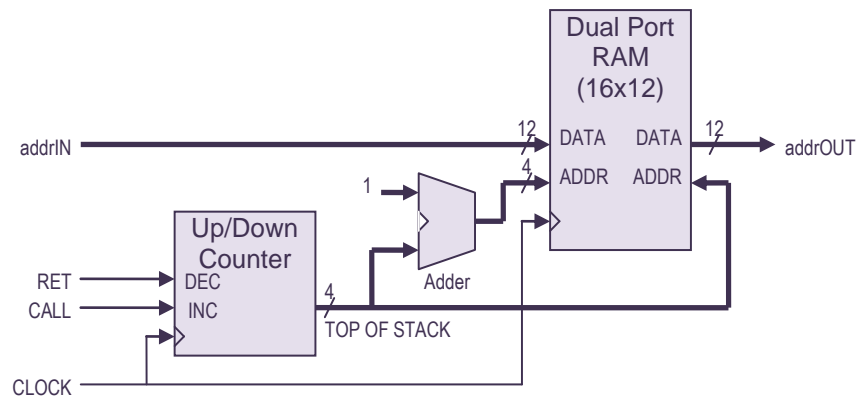 Dual Port
RAM
(16x12)
addrIN
12
DATA
DATA
12
addrOUT
4
ADDR
ADDR
1
Up/Down
Counter
Adder
RET
DEC
CALL
INC
4
TOP OF STACK
CLOCK